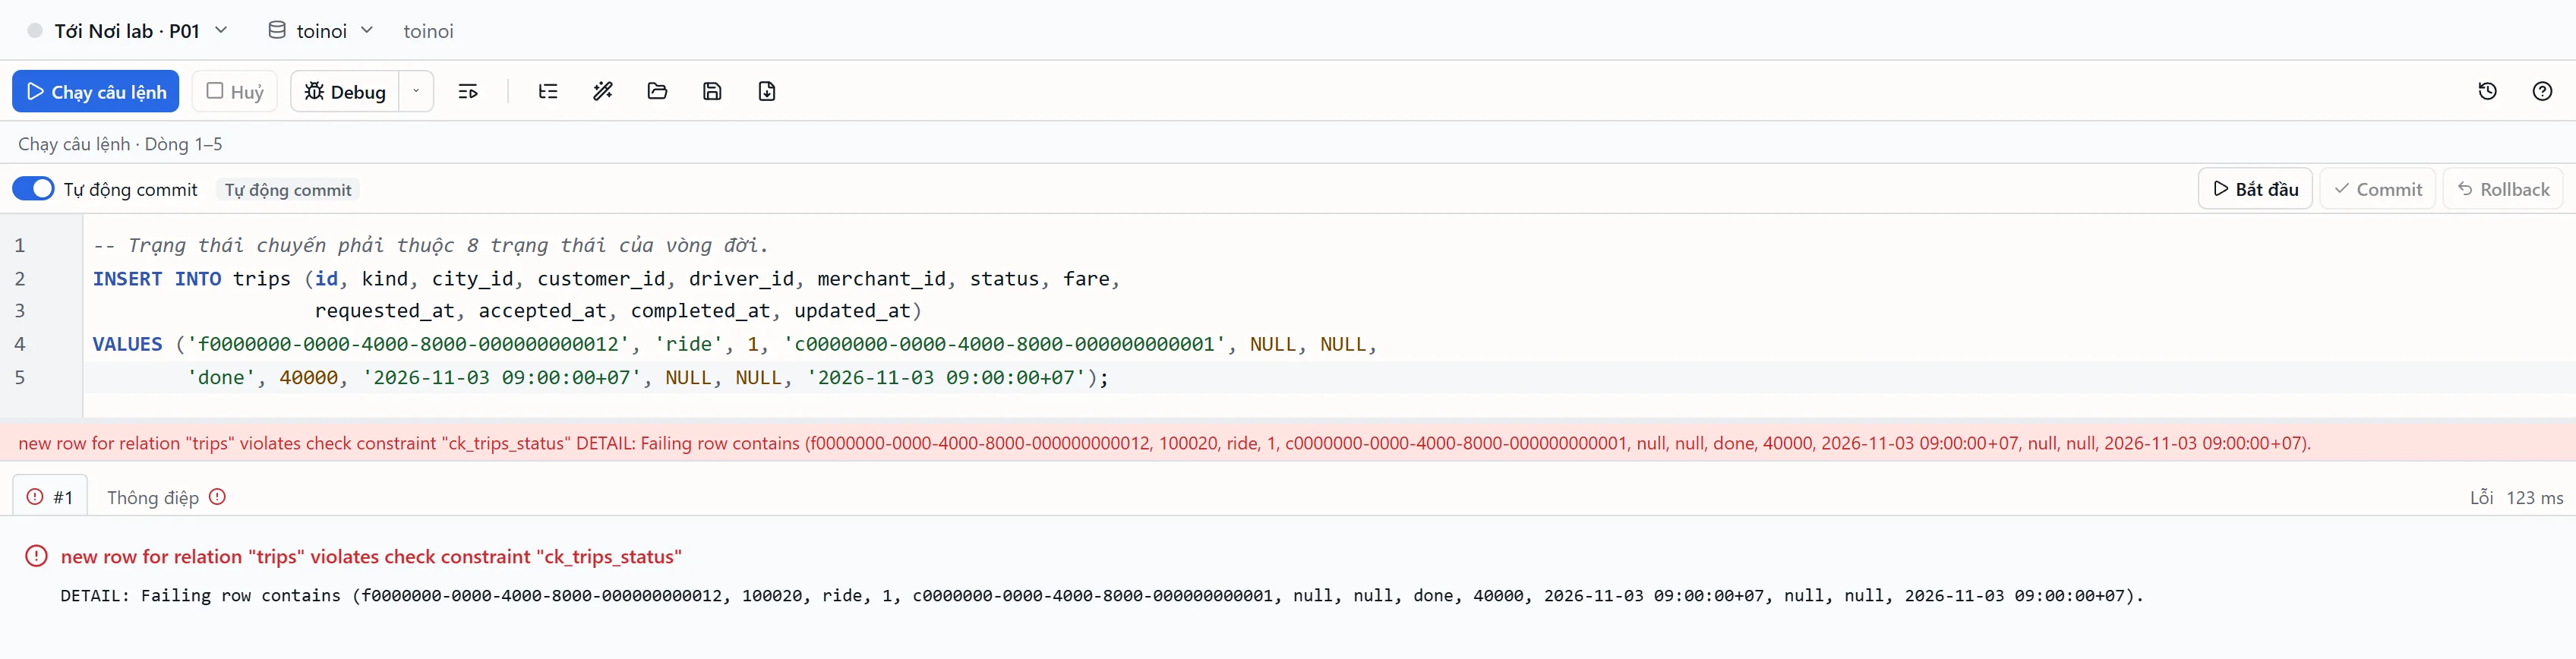 Tới Nơi lab · P01 toinoi toinoi
Chạy câu lệnh Huỷ Debug
Chạy câu lệnh · Dòng 1–5
Tự động commit Tự động commit Bắt đầu Commit Rollback
1 -- Trạng thái chuyến phải thuộc 8 trạng thái của vòng đời.
2 INSERT INTO trips (id, kind, city_id, customer_id, driver_id, merchant_id, status, fare,
3 requested_at, accepted_at, completed_at, updated_at)
4 VALUES ('f0000000-0000-4000-8000-000000000012', 'ride', 1, 'c0000000-0000-4000-8000-000000000001', NULL, NULL,
5 'done', 40000, '2026-11-03 09:00:00+07', NULL, NULL, '2026-11-03 09:00:00+07');
new row for relation "trips" violates check constraint "ck_trips_status" DETAIL: Failing row contains (f0000000-0000-4000-8000-000000000012, 100020, ride, 1, c0000000-0000-4000-8000-000000000001, null, null, done, 40000, 2026-11-03 09:00:00+07, null, null, 2026-11-03 09:00:00+07).
#1 Thông điệp Lỗi 123 ms
new row for relation "trips" violates check constraint "ck_trips_status"
DETAIL: Failing row contains (f0000000-0000-4000-8000-000000000012, 100020, ride, 1, c0000000-0000-4000-8000-000000000001, null, null, done, 40000, 2026-11-03 09:00:00+07, null, null, 2026-11-03 09:00:00+07).